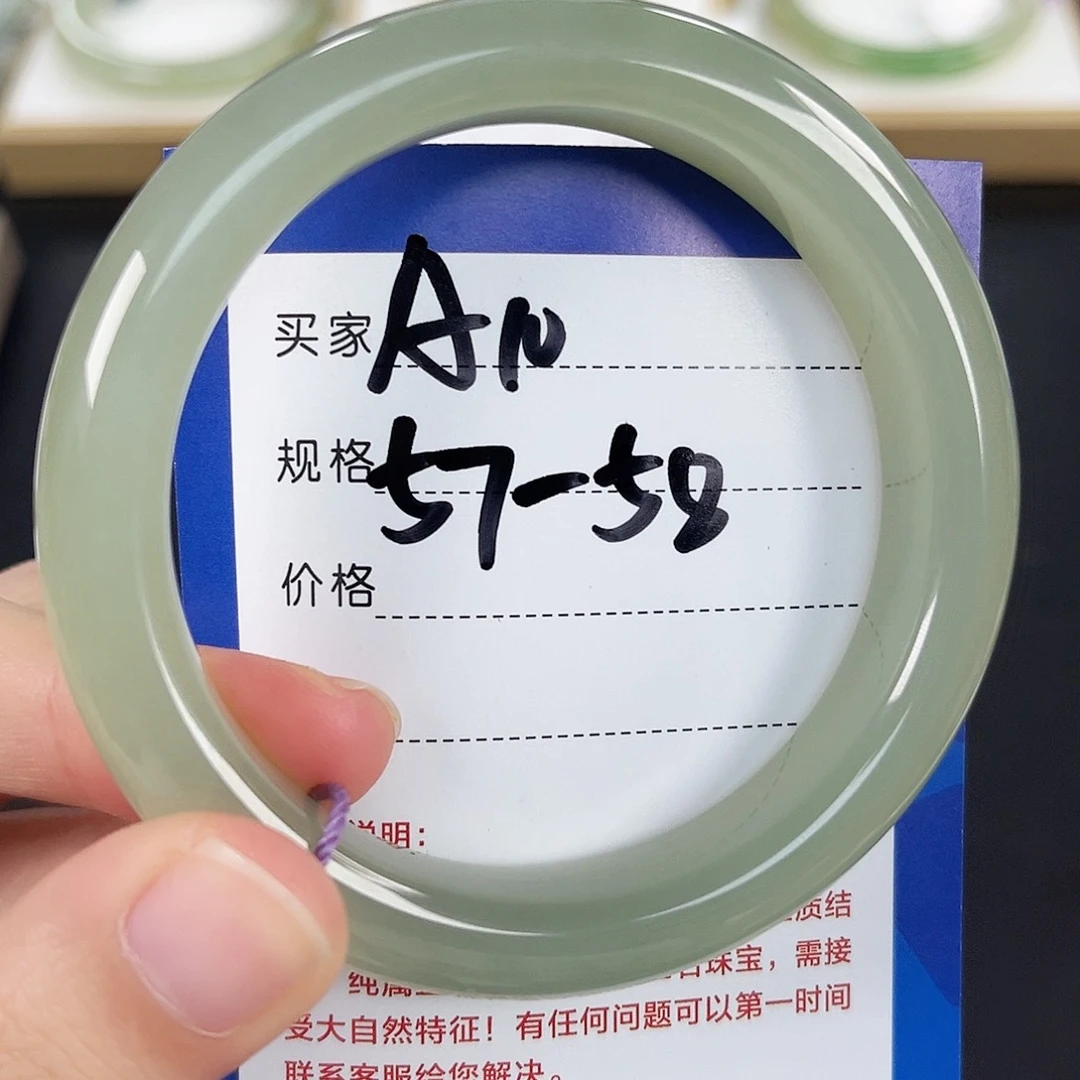 买家 An
规格 57-58
价格
说明:
质结
纯属
石珠宝，需接
受大自然特征！有任何问题可以第一时间
联系客服给您解决。